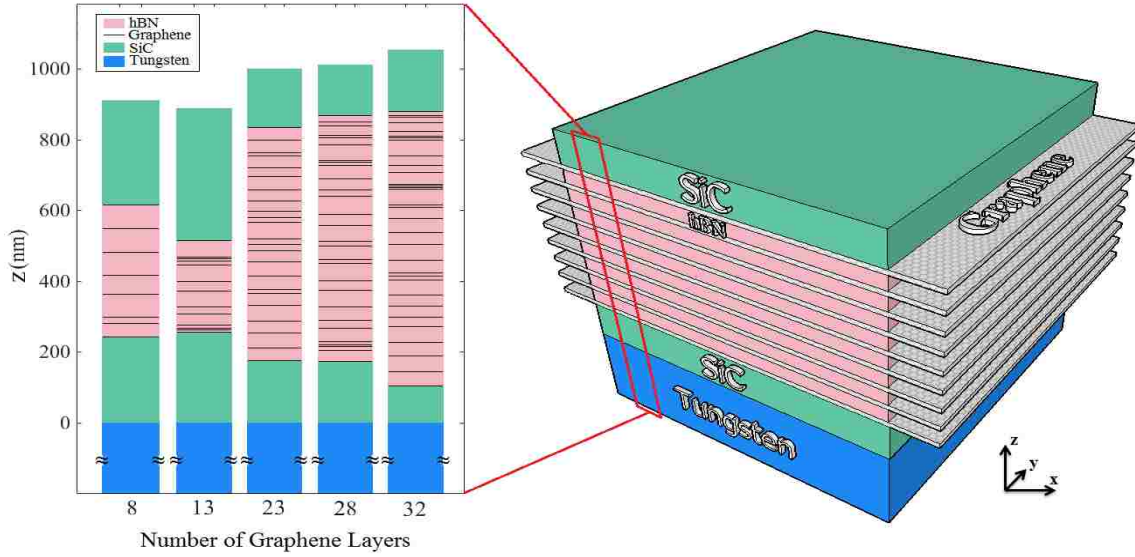 hBN
Graphene
SiC
Tungsten
z(nm)
1000
800
600
400
200
0
8 13 23 28 32
Number of Graphene Layers
SiC
hBN
Graphene
SiC
Tungsten
z
y
x